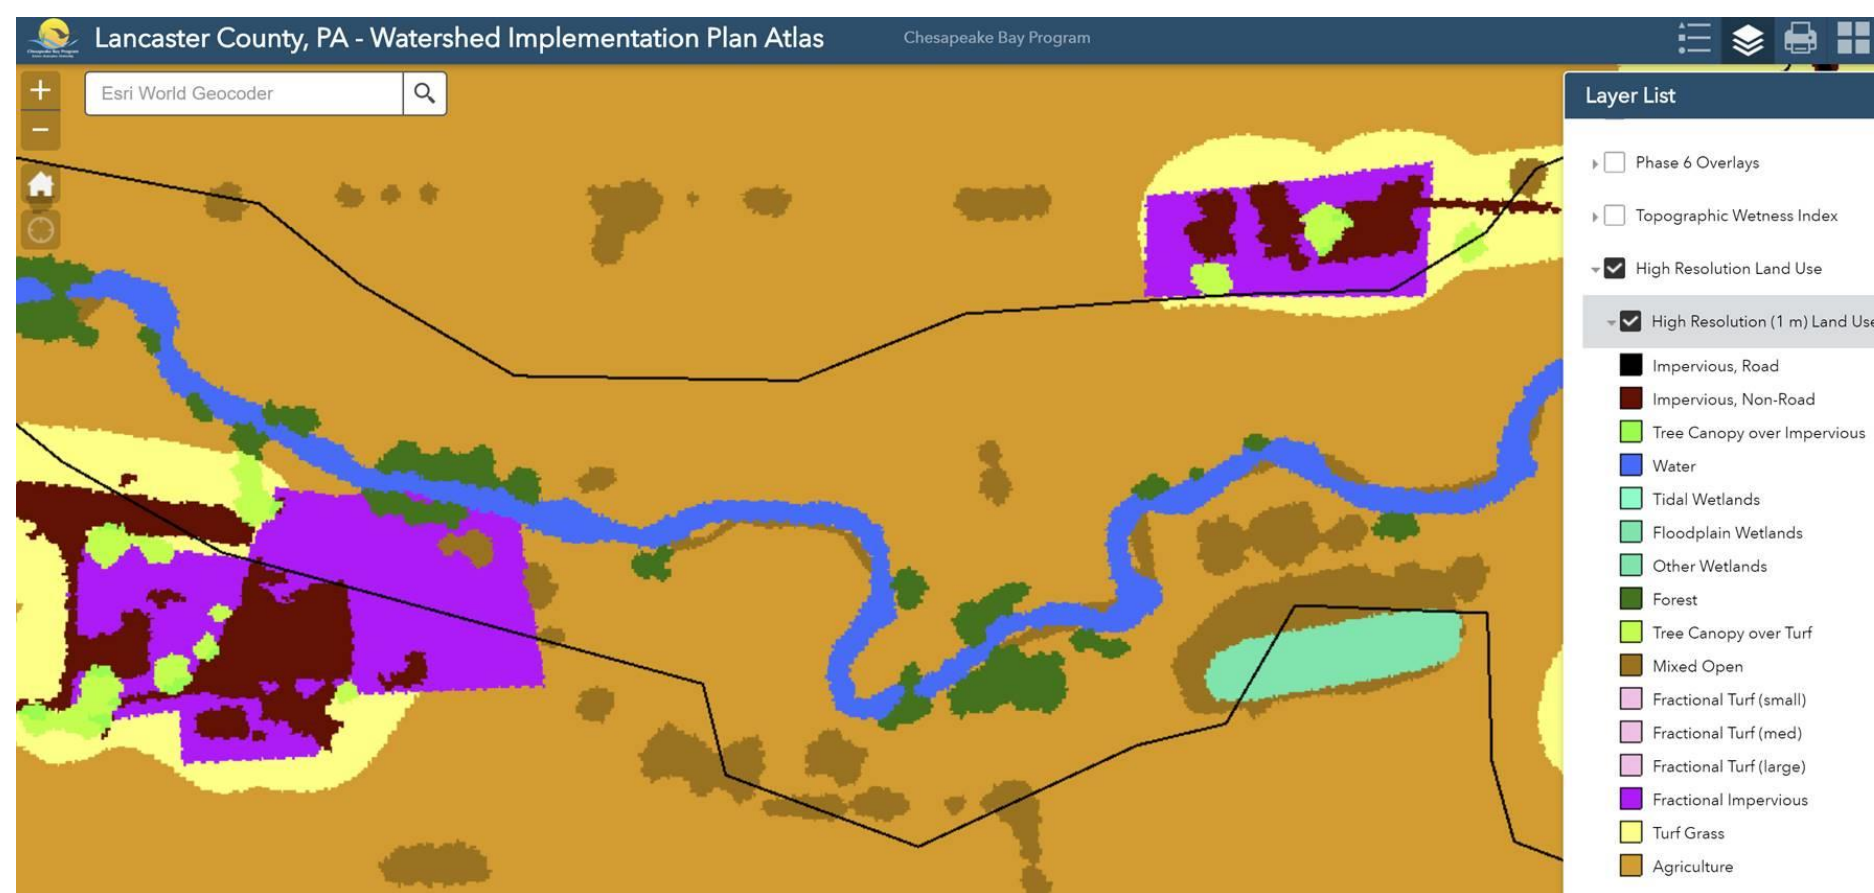 Lancaster County, PA - Watershed Implementation Plan Atlas
Chesapeake Bay Program
Esri World Geocoder
Layer List
Phase 6 Overlays
Topographic Wetness Index
High Resolution Land Use
High Resolution (1 m) Land Use
Impervious, Road
Impervious, Non-Road
Tree Canopy over Impervious
Water
Tidal Wetlands
Floodplain Wetlands
Other Wetlands
Forest
Tree Canopy over Turf
Mixed Open
Fractional Turf (small)
Fractional Turf (med)
Fractional Turf (large)
Fractional Impervious
Turf Grass
Agriculture